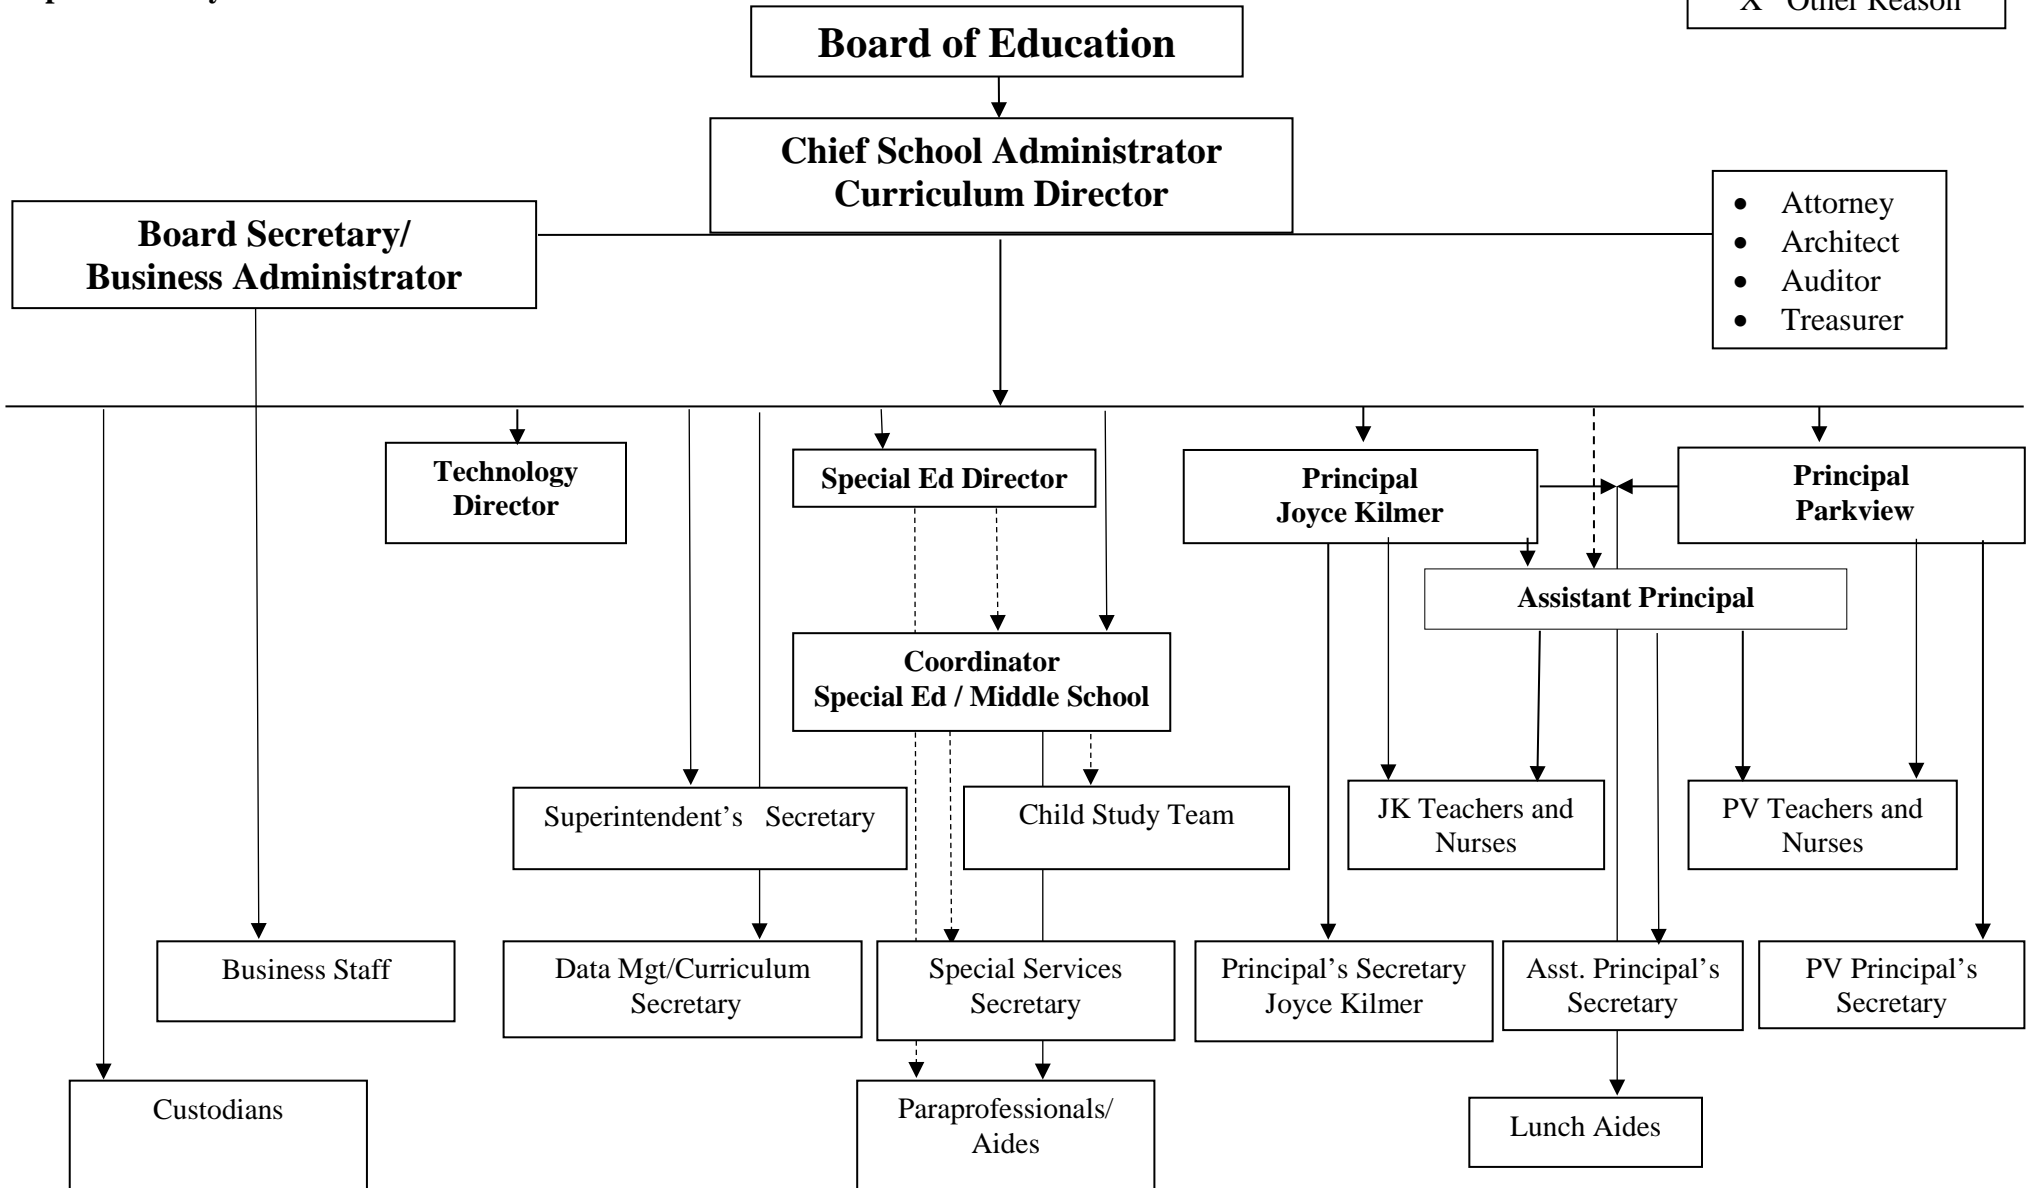 X Other Reason
Board of Education
Chief School Administrator
Curriculum Director
Board Secretary/
Business Administrator
• Attorney
• Architect
• Auditor
• Treasurer
Technology
Director
Special Ed Director
Principal
Joyce Kilmer
Principal
Parkview
Assistant Principal
Coordinator
Special Ed / Middle School
Superintendent's Secretary
Child Study Team
JK Teachers and
Nurses
PV Teachers and
Nurses
Business Staff
Data Mgt/Curriculum
Secretary
Special Services
Secretary
Principal's Secretary
Joyce Kilmer
Asst. Principal's
Secretary
PV Principal's
Secretary
Custodians
Paraprofessionals/
Aides
Lunch Aides